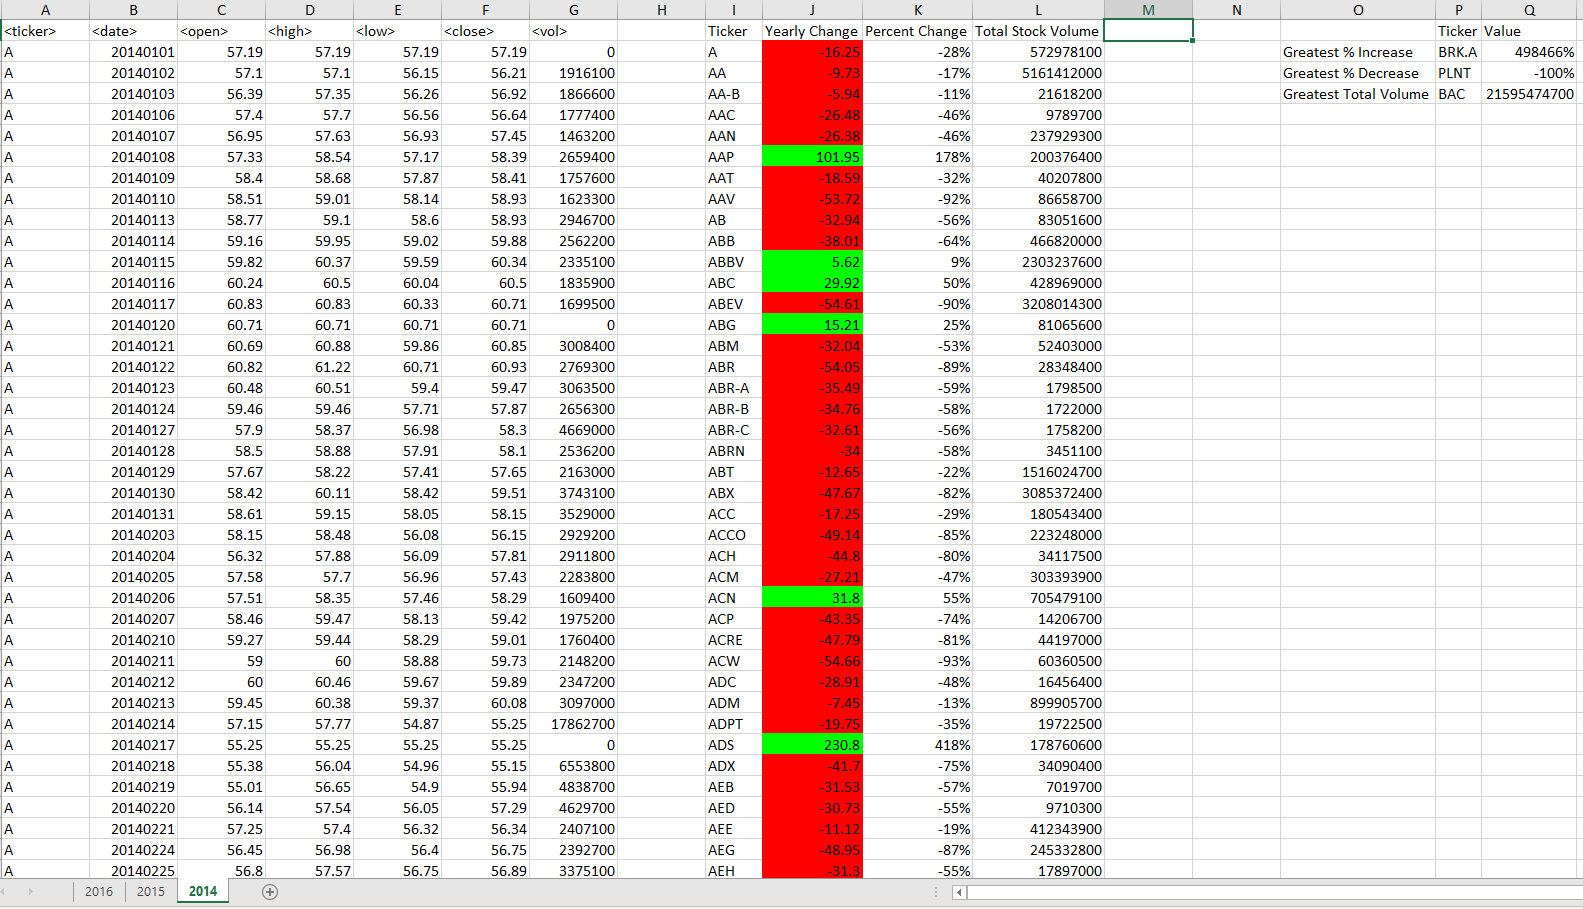 A B C D E F G H I J K L M N O P Q
<ticker> <date> <open> <high> <low> <close> <vol> Ticker Yearly Change Percent Change Total Stock Volume Ticker Value
A 20140101 57.19 57.19 57.19 57.19 0 A -16.25 -28% 572978100 Greatest % Increase BRK.A 498466%
A 20140102 57.1 57.1 56.15 56.21 1916100 AA -9.73 -17% 5161412000 Greatest % Decrease PLNT -100%
A 20140103 56.39 57.35 56.26 56.92 1866600 AA-B -5.94 -11% 21618200 Greatest Total Volume BAC 21595474700
A 20140106 57.4 57.7 56.56 56.64 1777400 AAC -26.48 -46% 9789700
A 20140107 56.95 57.63 56.93 57.45 1463200 AAN -26.38 -46% 237929300
A 20140108 57.33 58.54 57.17 58.39 2659400 AAP 101.95 178% 200376400
A 20140109 58.4 58.68 57.87 58.41 1757600 AAT -18.59 -32% 40207800
A 20140110 58.51 59.01 58.14 58.93 1623300 AAV -53.72 -92% 86658700
A 20140113 58.77 59.1 58.6 58.93 2946700 AB -32.94 -56% 83051600
A 20140114 59.16 59.95 59.02 59.88 2562200 ABB -38.01 -64% 466820000
A 20140115 59.82 60.37 59.59 60.34 2335100 ABBV 5.62 9% 2303237600
A 20140116 60.24 60.5 60.04 60.5 1835900 ABC 29.92 50% 428969000
A 20140117 60.83 60.83 60.33 60.71 1699500 ABEV -54.61 -90% 3208014300
A 20140120 60.71 60.71 60.71 60.71 0 ABG 15.21 25% 81065600
A 20140121 60.69 60.88 59.86 60.85 3008400 ABM -32.04 -53% 52403000
A 20140122 60.82 61.22 60.71 60.93 2769300 ABR -54.05 -89% 28348400
A 20140123 60.48 60.51 59.4 59.47 3063500 ABR-A -35.49 -59% 1798500
A 20140124 59.46 59.46 57.71 57.87 2656300 ABR-B -34.76 -58% 1722000
A 20140127 57.9 58.37 56.98 58.3 4669000 ABR-C -32.61 -56% 1758200
A 20140128 58.5 58.88 57.91 58.1 2536200 ABRN -34 -58% 3451100
A 20140129 57.67 58.22 57.41 57.65 2163000 ABT -12.65 -22% 1516024700
A 20140130 58.42 60.11 58.42 59.51 3743100 ABX -47.67 -82% 3085372400
A 20140131 58.61 59.15 58.05 58.15 3529000 ACC -17.25 -29% 180543400
A 20140203 58.15 58.48 56.08 56.15 2929200 ACCO -49.14 -85% 223248000
A 20140204 56.32 57.88 56.09 57.81 2911800 ACH -44.8 -80% 34117500
A 20140205 57.58 57.7 56.96 57.43 2283800 ACM -27.21 -47% 303393900
A 20140206 57.51 58.35 57.46 58.29 1609400 ACN 31.8 55% 705479100
A 20140207 58.46 59.47 58.13 59.42 1975200 ACP -43.35 -74% 14206700
A 20140210 59.27 59.44 58.29 59.01 1760400 ACRE -47.79 -81% 44197000
A 20140211 59 60 58.88 59.73 2148200 ACW -54.66 -93% 60360500
A 20140212 60 60.46 59.67 59.89 2347200 ADC -28.91 -48% 16456400
A 20140213 59.45 60.38 59.37 60.08 3097000 ADM -7.45 -13% 899905700
A 20140214 57.15 57.77 54.87 55.25 17862700 ADPT -19.75 -35% 19722500
A 20140217 55.25 55.25 55.25 55.25 0 ADS 230.8 418% 178760600
A 20140218 55.38 56.04 54.96 55.15 6553800 ADX -41.7 -75% 34090400
A 20140219 55.01 56.65 54.9 55.94 4838700 AEB -31.53 -57% 7019700
A 20140220 56.14 57.54 56.05 57.29 4629700 AED -30.73 -55% 9710300
A 20140221 57.25 57.4 56.32 56.34 2407100 AEE -11.12 -19% 412343900
A 20140224 56.45 56.98 56.4 56.75 2392700 AEG -48.95 -87% 245332800
A 20140225 56.8 57.57 56.75 56.89 3375100 AEH -31.3 -55% 17897000
2016 2015 2014